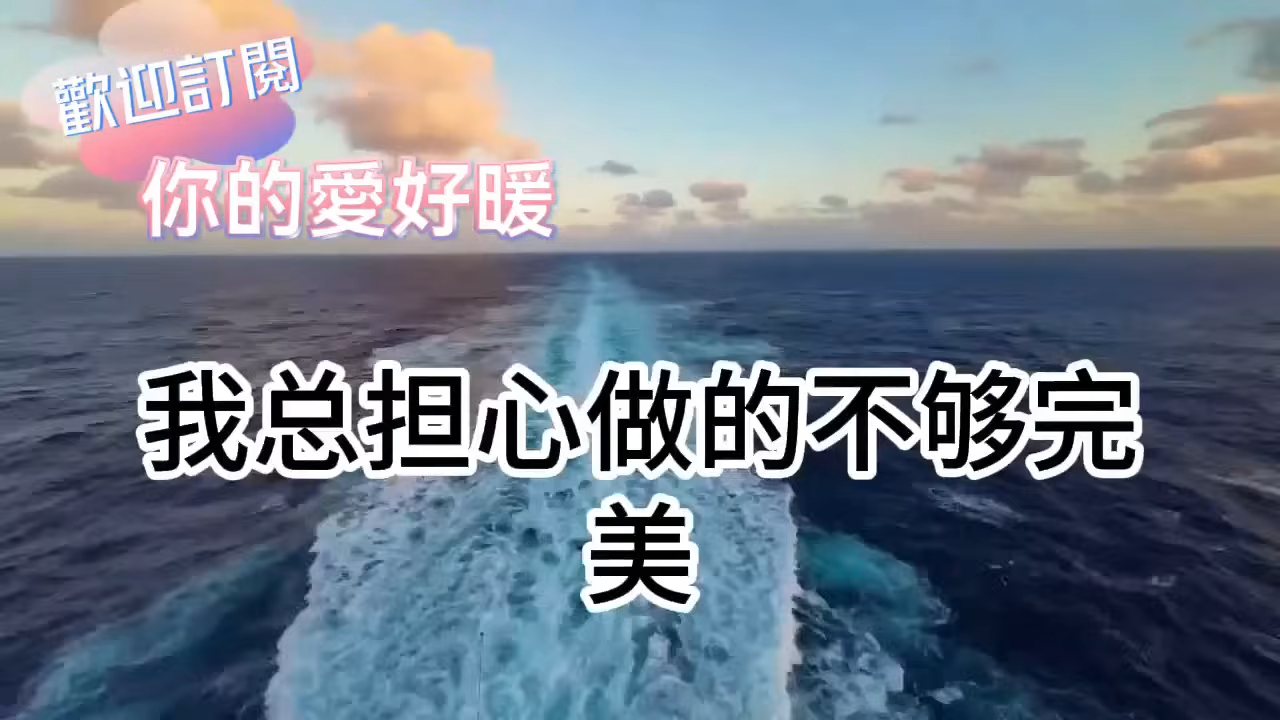 歡迎訂閱
你的愛好暖
我总担心做的不够完
美